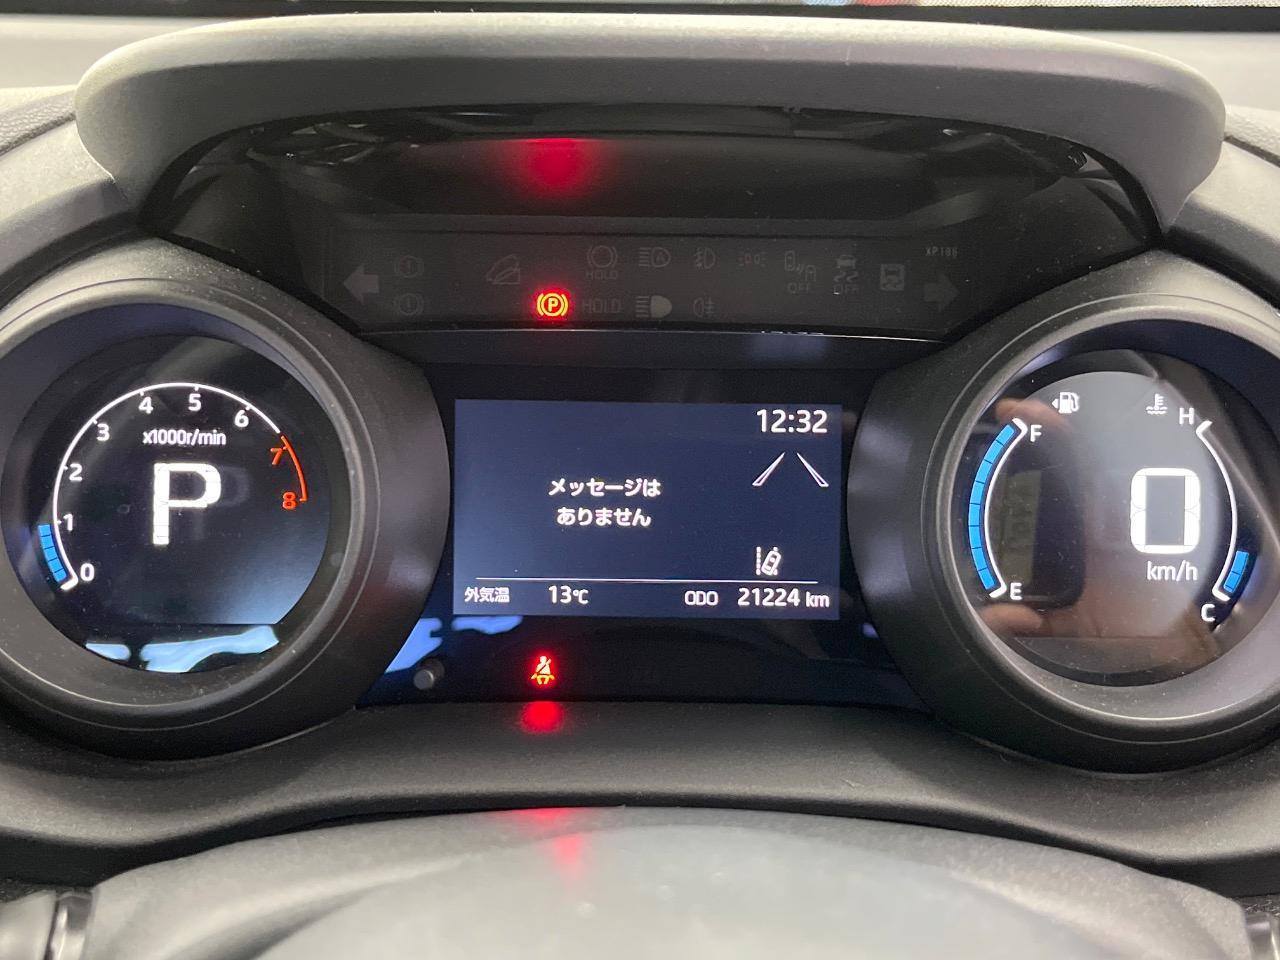 XP186
HOLD
OFF
OFF
P
HOLD
0
1
2
3
4
5
6
7
8
x1000r/min
P
12:32
メッセージは
ありません
外気温 13℃ ODO 21224 km
F
E
H
C
0
km/h